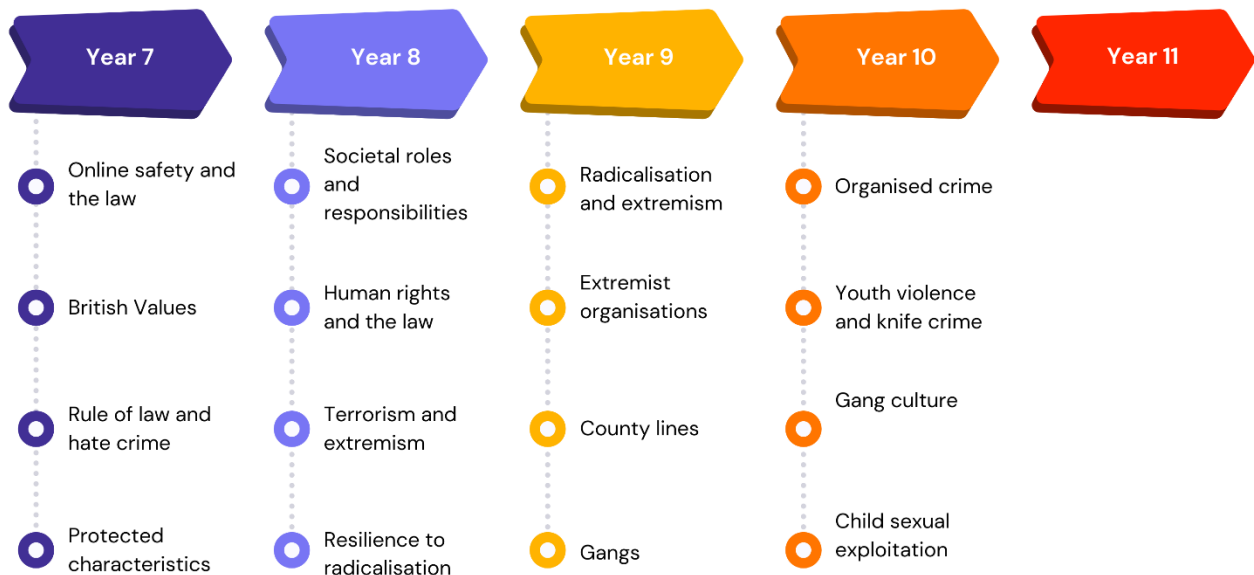 Year 7
Online safety and
the law
British Values
Rule of law and
hate crime
Protected
characteristics
Year 8
Societal roles
and
responsibilities
Human rights
and the law
Terrorism and
extremism
Resilience to
radicalisation
Year 9
Radicalisation
and extremism
Extremist
organisations
County lines
Gangs
Year 10
Organised crime
Youth violence
and knife crime
Gang culture
Child sexual
exploitation
Year 11